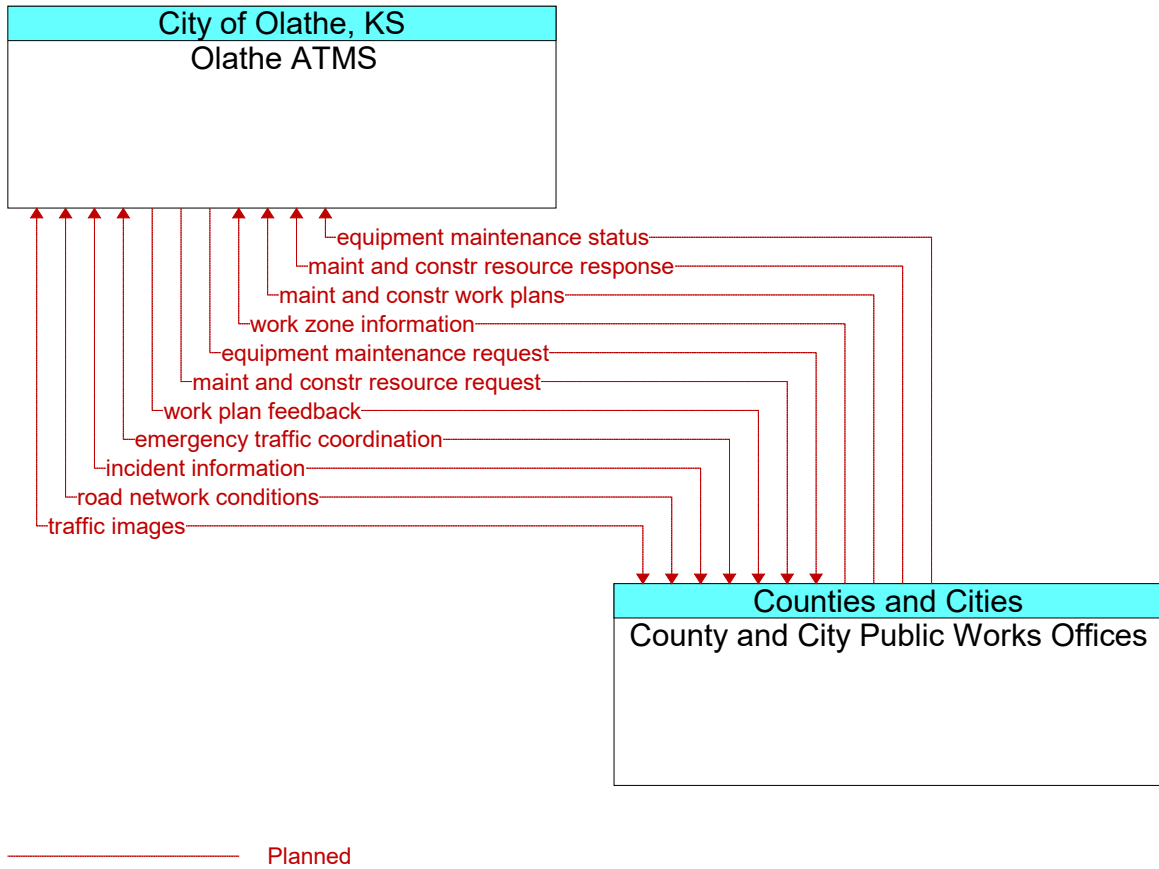 City of Olathe, KS
Olathe ATMS
equipment maintenance status
maint and constr resource response
maint and constr work plans
work zone information
equipment maintenance request
maint and constr resource request
work plan feedback
emergency traffic coordination
incident information
road network conditions
traffic images
Counties and Cities
County and City Public Works Offices
Planned